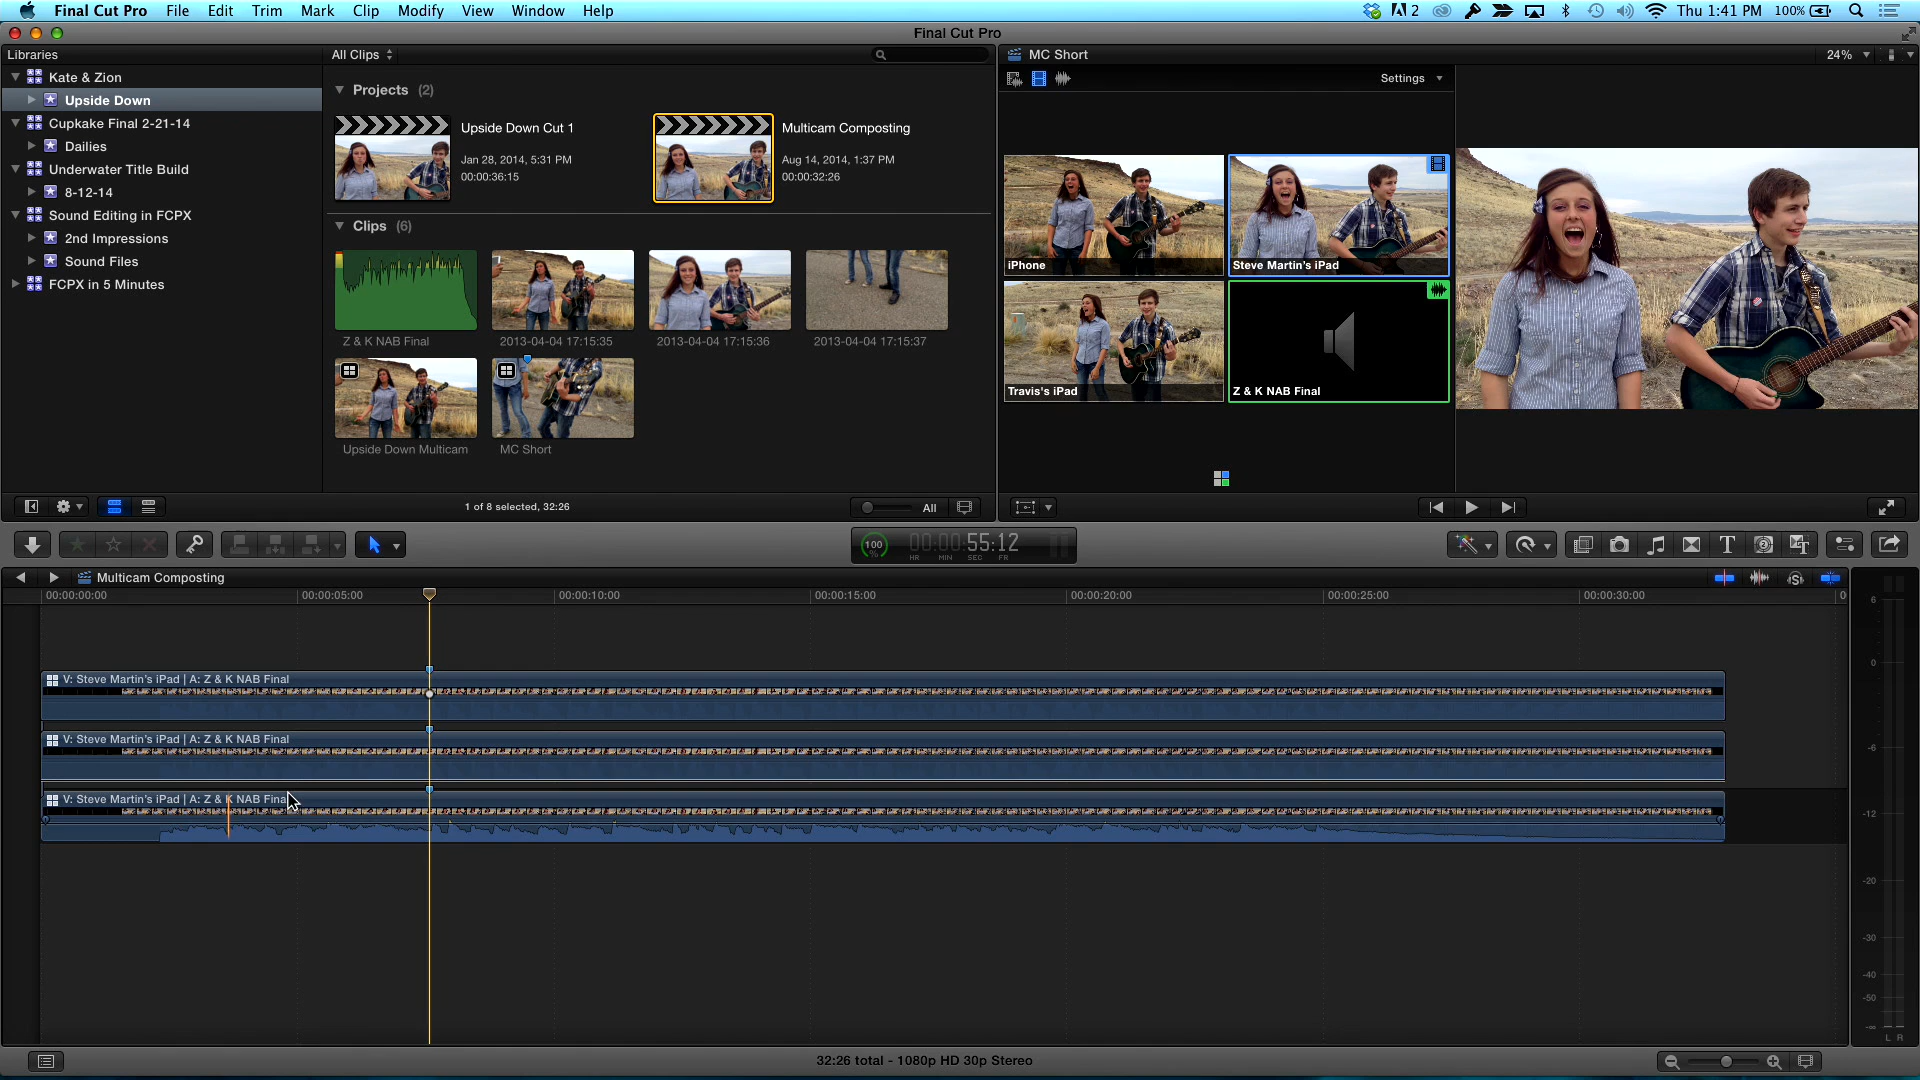 Final Cut Pro File Edit Trim Mark Clip Modify View Window Help
2 Thu 1:41 PM 100%
Final Cut Pro
Libraries
All Clips
MC Short
24%
Kate & Zion
Upside Down
Cupkake Final 2-21-14
Dailies
Underwater Title Build
8-12-14
Sound Editing in FCPX
2nd Impressions
Sound Files
FCPX in 5 Minutes
Projects (2)
Upside Down Cut 1
Jan 28, 2014, 5:31 PM
00:00:36:15
Multicam Composting
Aug 14, 2014, 1:37 PM
00:00:32:26
Clips (6)
Z & K NAB Final
2013-04-04 17:15:35
2013-04-04 17:15:36
2013-04-04 17:15:37
Upside Down Multicam
MC Short
Settings
iPhone
Steve Martin's iPad
Travis's iPad
Z & K NAB Final
1 of 8 selected, 32:26
All
100 %
00:00:55:12
HR MIN SEC FR
Multicam Composting
00:00:00:00 00:00:05:00 00:00:10:00 00:00:15:00 00:00:20:00 00:00:25:00 00:00:30:00 0
V: Steve Martin's iPad | A: Z & K NAB Final
V: Steve Martin's iPad | A: Z & K NAB Final
V: Steve Martin's iPad | A: Z & K NAB Final
6
0
-6
-12
-20
-30
-40
-50
-∞
L R
32:26 total - 1080p HD 30p Stereo